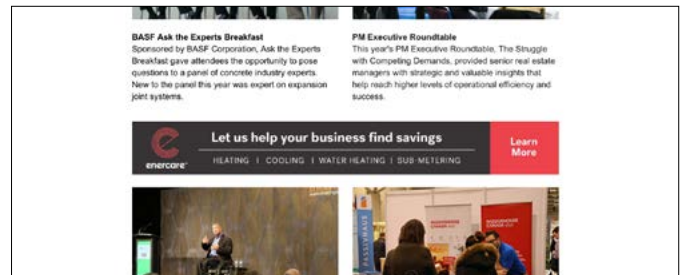 BASF Ask the Experts Breakfast
Sponsored by BASF Corporation, Ask the Experts
Breakfast gave attendees the opportunity to pose
questions to a panel of concrete industry experts.
New to the panel this year was expert on expansion
joint systems.
PM Executive Roundtable
This year's PM Executive Roundtable, The Struggle
with Competing Demands, provided senior real estate
managers with strategic and valuable insights that
help reach higher levels of operational efficiency and
success.
enercare
Let us help your business find savings
HEATING | COOLING | WATER HEATING | SUB-METERING
Learn
More
PASSIVHAUS